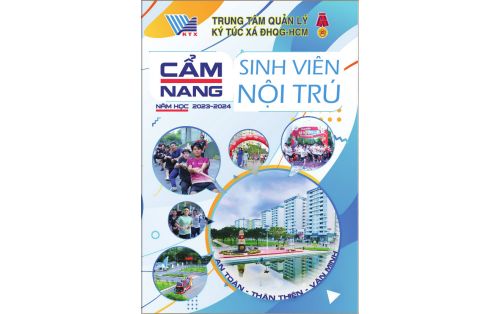 KTX
TRUNG TÂM QUẢN LÝ
KÝ TÚC XÁ ĐHQG-HCM
CẨM
NANG
NĂM HỌC 2023-2024
SINH VIÊN
NỘI TRÚ
AN TOÀN - THÂN THIỆN - VĂN MINH